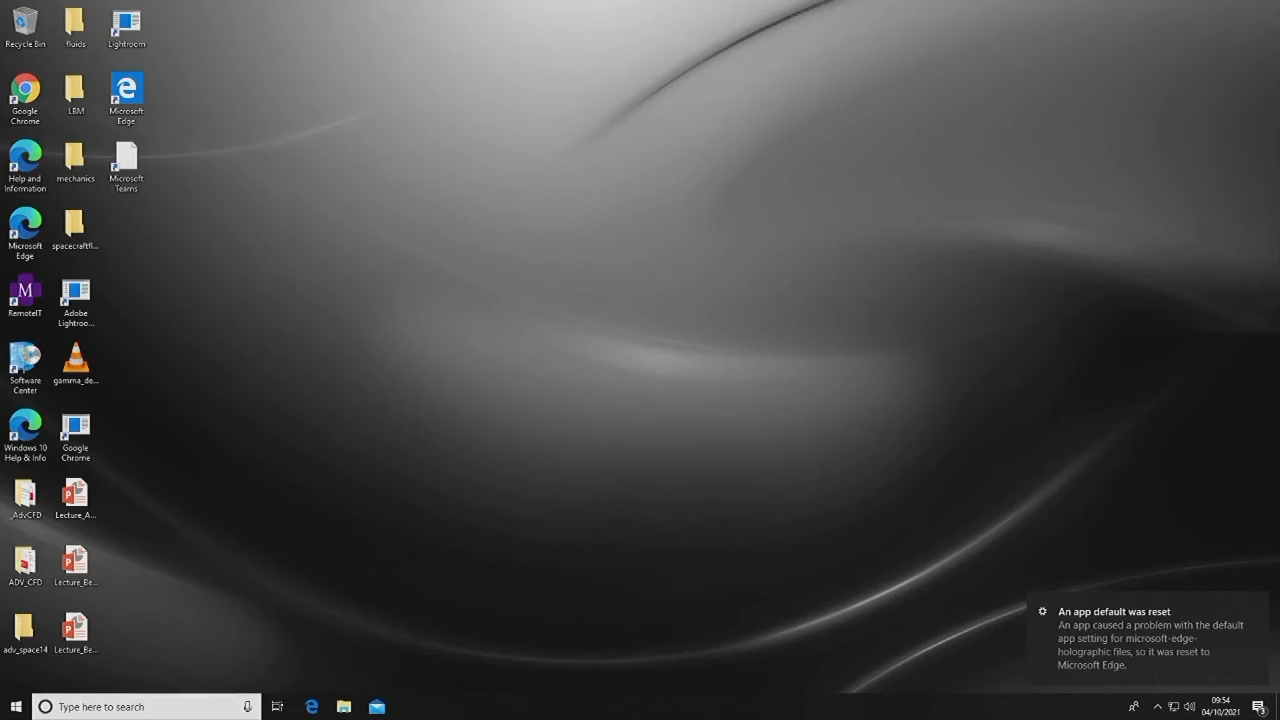 Recycle Bin
fluids
Lightroom
Google
Chrome
LBM
Microsoft
Edge
Help and
Information
mechanics
Microsoft
Teams
Microsoft
Edge
spacecraftfl...
M
RemoteIT
Adobe
Lightroo...
Software
Center
gamma_de...
Windows 10
Help & Info
Google
Chrome
_AdvCFD
Lecture_A...
ADV_CFD
Lecture_Be...
adv_space14
Lecture_Be...
An app default was reset
An app caused a problem with the default
app setting for microsoft-edge-
holographic files, so it was reset to
Microsoft Edge.
Type here to search
09:54
04/10/2021
3